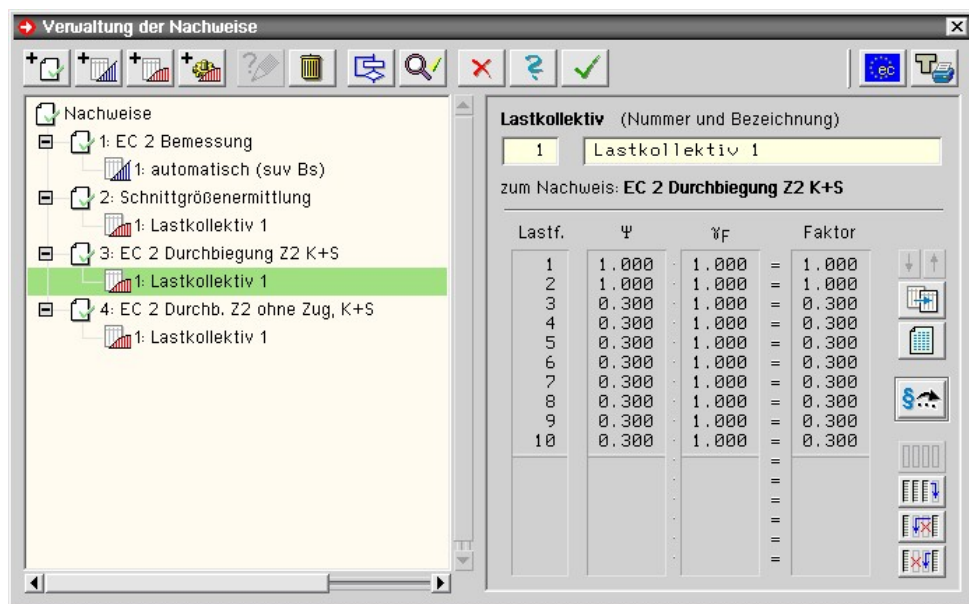 Verwaltung der Nachweise
ec T
Nachweise
1: EC 2 Bemessung
1: automatisch (suv Bs)
2: Schnittgrößenermittlung
1: Lastkollektiv 1
3: EC 2 Durchbiegung Z2 K+S
1: Lastkollektiv 1
4: EC 2 Durchb. Z2 ohne Zug, K+S
1: Lastkollektiv 1
Lastkollektiv (Nummer und Bezeichnung)
1 Lastkollektiv 1
zum Nachweis: EC 2 Durchbiegung Z2 K+S
Lastf. Ψ γF Faktor
1 1.000 · 1.000 = 1.000
2 1.000 · 1.000 = 1.000
3 0.300 · 1.000 = 0.300
4 0.300 · 1.000 = 0.300
5 0.300 · 1.000 = 0.300
6 0.300 · 1.000 = 0.300
7 0.300 · 1.000 = 0.300
8 0.300 · 1.000 = 0.300
9 0.300 · 1.000 = 0.300
10 0.300 · 1.000 = 0.300
· =
· =
· =
· =
· =
· =
§